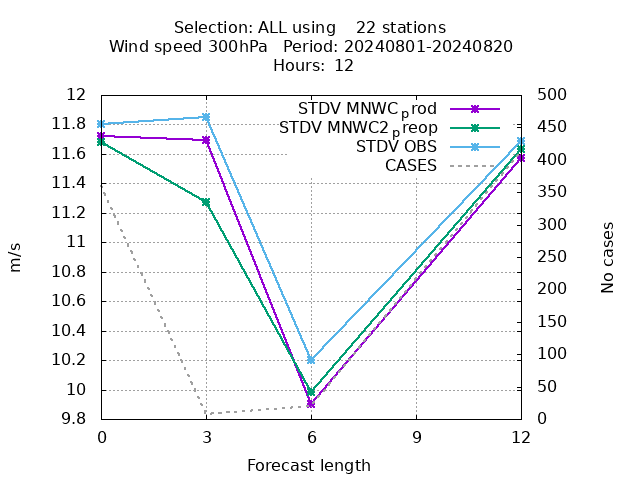 Selection: ALL using    22 stations
Wind speed 300hPa   Period: 20240801-20240820
Hours:  12
12
11.8
11.6
11.4
11.2
11
10.8
10.6
10.4
10.2
10
9.8
500
450
400
350
300
250
200
150
100
50
0
STDV MNWC_prod
STDV MNWC2_preop
STDV OBS
CASES
m/s
No cases
0 3 6 9 12
Forecast length